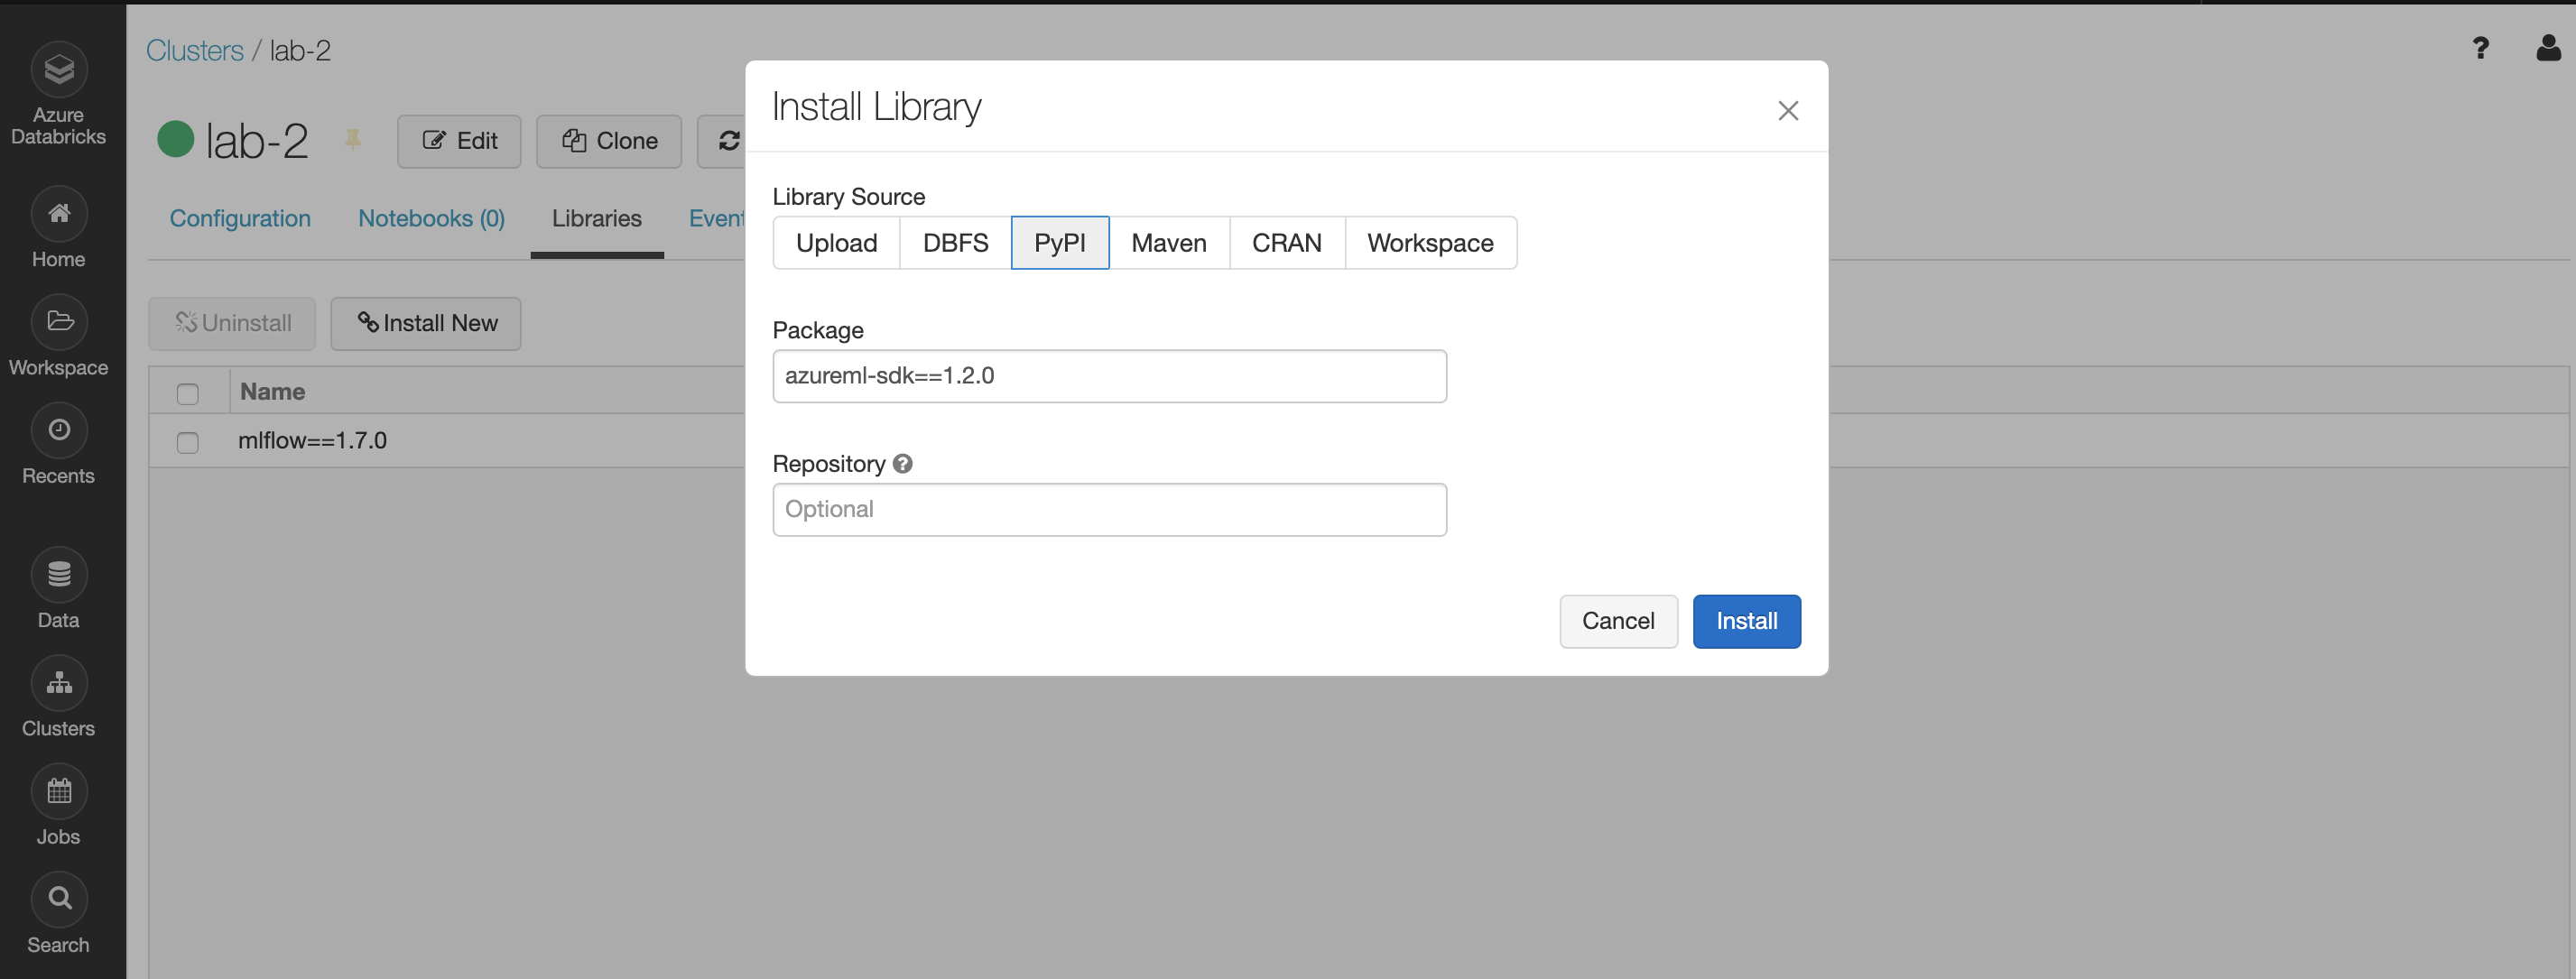 Azure
Databricks
Home
Workspace
Recents
Data
Clusters
Jobs
Search
Clusters / lab-2
?
lab-2
Edit
Clone
Configuration
Notebooks (0)
Libraries
Event
Uninstall
Install New
Name
mlflow==1.7.0
Install Library
Library Source
Upload
DBFS
PyPI
Maven
CRAN
Workspace
Package
azureml-sdk==1.2.0
Repository ?
Optional
Cancel
Install